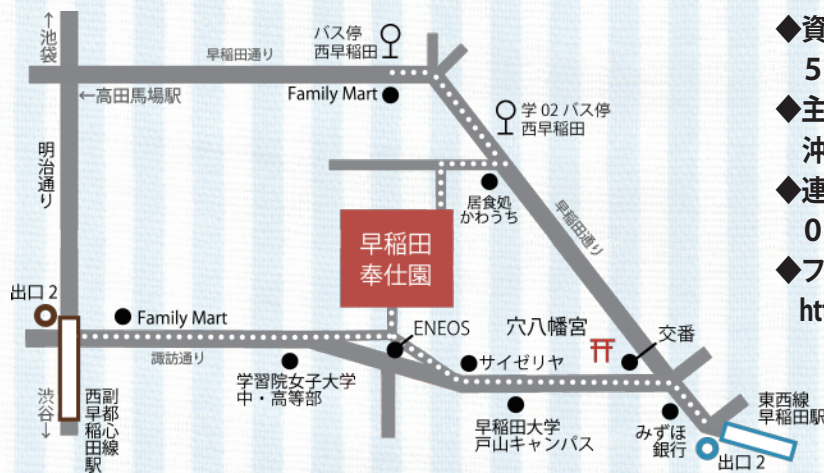 ↑池袋
バス停
西早稲田
早稲田通り
←高田馬場駅
Family Mart
学 02 バス停
西早稲田
明治通り
居食処
かわうち
早稲田通り
早稲田
奉仕園
出口 2
Family Mart
ENEOS
穴八幡宮
交番
諏訪通り
サイゼリヤ
学習院女子大学
中・高等部
渋谷↓
副都心線
西早稲田駅
早稲田大学
戸山キャンパス
みずほ
銀行
東西線
早稲田駅
出口 2
◆資
5
◆主
沖
◆連
0
◆フ
htt